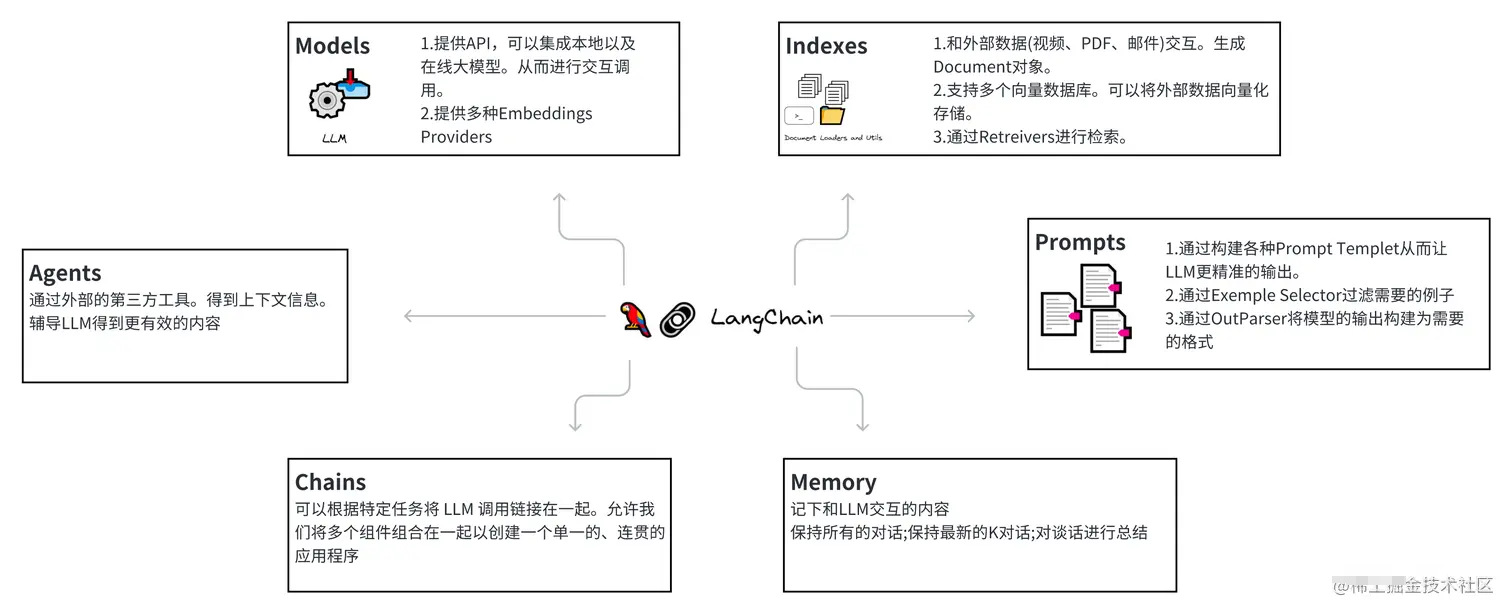 Models
1.提供API，可以集成本地以及
在线大模型。从而进行交互调
用。
2.提供多种Embeddings
Providers
LLM
Indexes
1.和外部数据(视频、PDF、邮件)交互。生成
Document对象。
2.支持多个向量数据库。可以将外部数据向量化
存储。
3.通过Retreivers进行检索。
>_
Document Loaders and Utils
Agents
通过外部的第三方工具。得到上下文信息。
辅导LLM得到更有效的内容
LangChain
Prompts
1.通过构建各种Prompt Templet从而让
LLM更精准的输出。
2.通过Exemple Selector过滤需要的例子
3.通过OutParser将模型的输出构建为需要
的格式
Chains
可以根据特定任务将 LLM 调用链接在一起。允许我
们将多个组件组合在一起以创建一个单一的、连贯的
应用程序
Memory
记下和LLM交互的内容
保持所有的对话;保持最新的K对话;对谈话进行总结
@稀土掘金技术社区